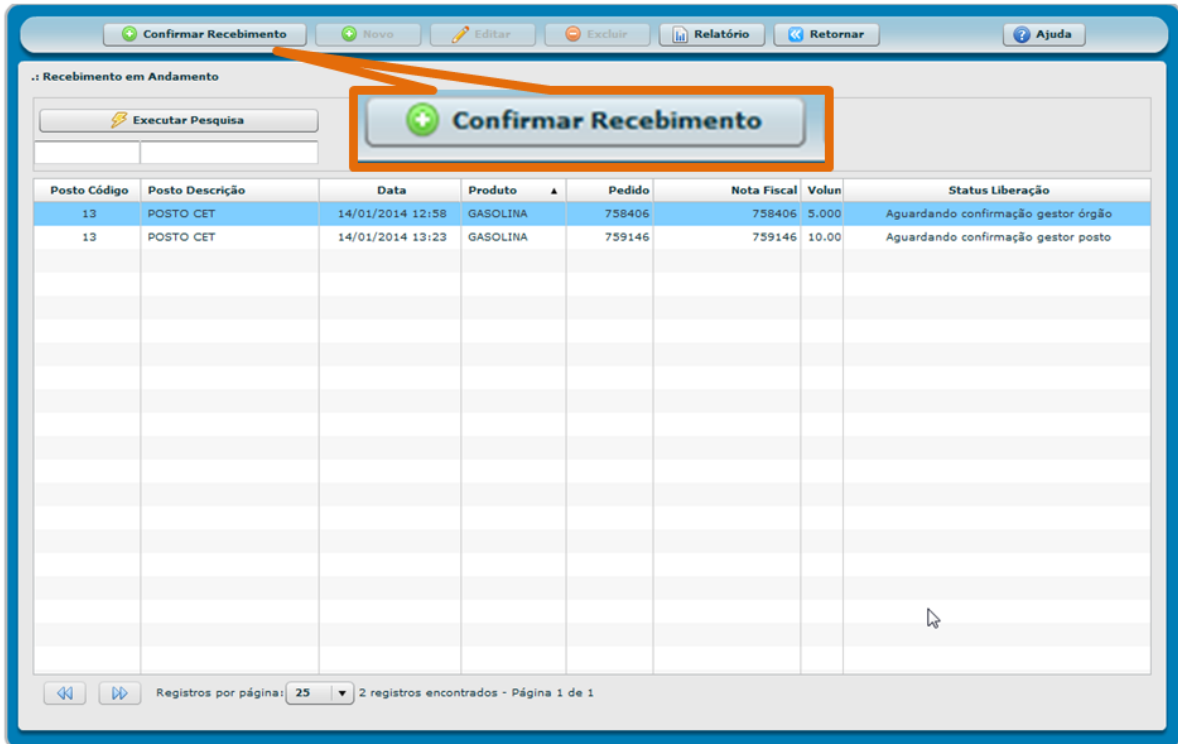 Confirmar Recebimento Novo Editar Excluir Relatório Retornar Ajuda
.: Recebimento em Andamento
Executar Pesquisa
Confirmar Recebimento
Posto Código Posto Descrição Data Produto Pedido Nota Fiscal Volun Status Liberação
13 POSTO CET 14/01/2014 12:58 GASOLINA 758406 758406 5.000 Aguardando confirmação gestor órgão
13 POSTO CET 14/01/2014 13:23 GASOLINA 759146 759146 10.00 Aguardando confirmação gestor posto
Registros por página: 25 2 registros encontrados - Página 1 de 1